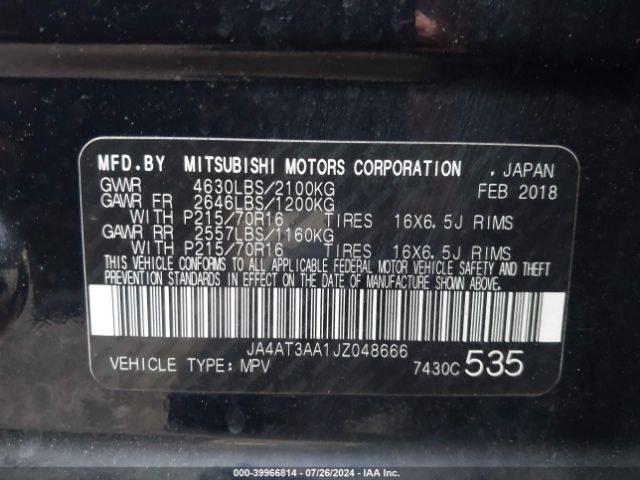 MFD.BY MITSUBISHI MOTORS CORPORATION , JAPAN
GVWR 4630LBS/2100KG FEB 2018
GAWR FR 2646LBS/1200KG
WITH P215/70R16 TIRES 16X6.5J RIMS
GAWR RR 2557LBS/1160KG
WITH P215/70R16 TIRES 16X6.5J RIMS
THIS VEHICLE CONFORMS TO ALL APPLICABLE FEDERAL MOTOR VEHICLE SAFETY AND THEFT
PREVENTION STANDARDS IN EFFECT ON THE DATE OF MANUFACTURE SHOWN ABOVE.
JA4AT3AA1JZ048666
VEHICLE TYPE: MPV 7430C 535
000-39966814 - 07/26/2024 - IAA Inc.